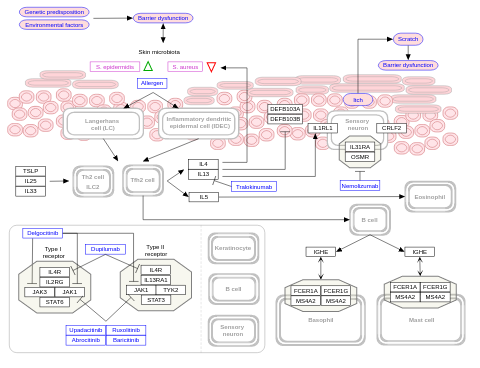 Genetic predisposition
Environmental factors
Barrier dysfunction
Skin microbiota
S. epidermidis
S. aureus
Allergen
Scratch
Barrier dysfunction
Itch
Langerhans
cell (LC)
Inflammatory dendritic
epidermal cell (IDEC)
DEFB103A
DEFB103B
Sensory
neuron
IL1RL1
CRLF2
IL31RA
OSMR
TSLP
IL25
IL33
Th2 cell
ILC2
Tfh2 cell
IL4
IL13
IL5
Tralokinumab
Nemolizumab
Eosinophil
B cell
Delgocitinib
Dupilumab
Type I
receptor
Type II
receptor
IL4R
IL2RG
JAK3
JAK1
STAT6
IL4R
IL13RA1
JAK1
TYK2
STAT3
Upadacitinib
Ruxolitinib
Abrocitinib
Baricitinib
Keratinocyte
B cell
Sensory
neuron
IGHE
IGHE
FCER1A
FCER1G
MS4A2
MS4A2
Basophil
FCER1A
FCER1G
MS4A2
MS4A2
Mast cell